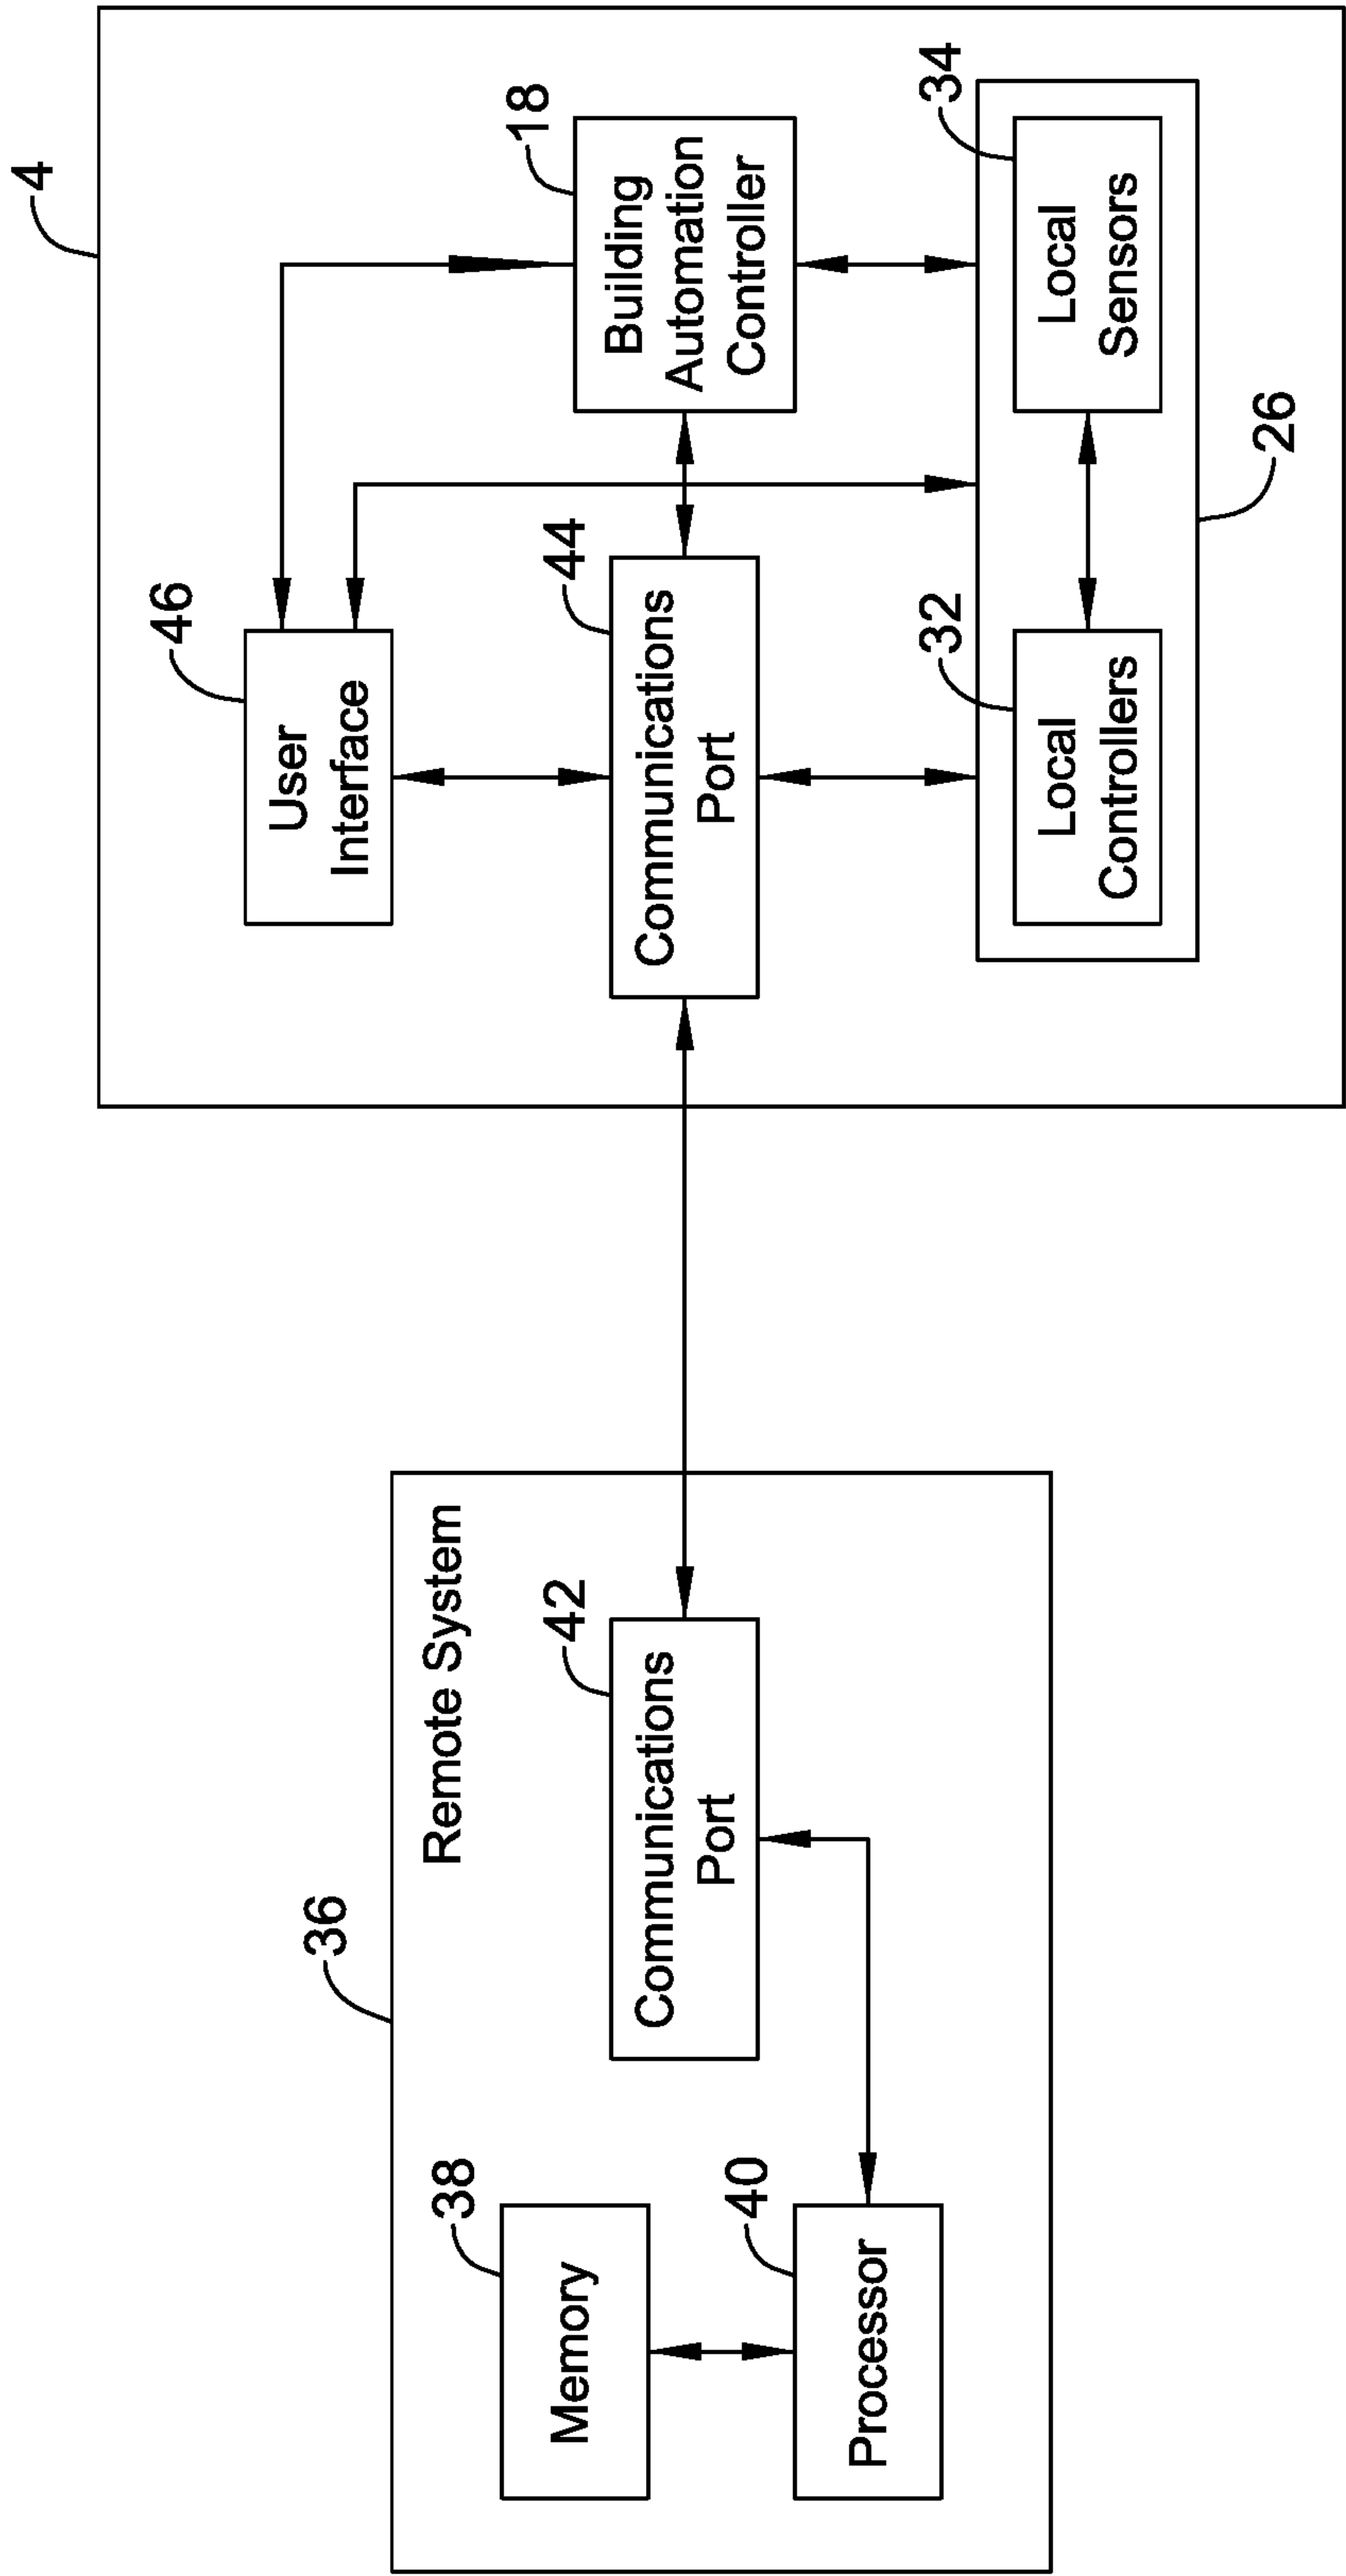 36
Remote System
38
Memory
40
Processor
42
Communications
Port
4
46
User
Interface
44
Communications
Port
18
Building
Automation
Controller
32
Local
Controllers
34
Local
Sensors
26